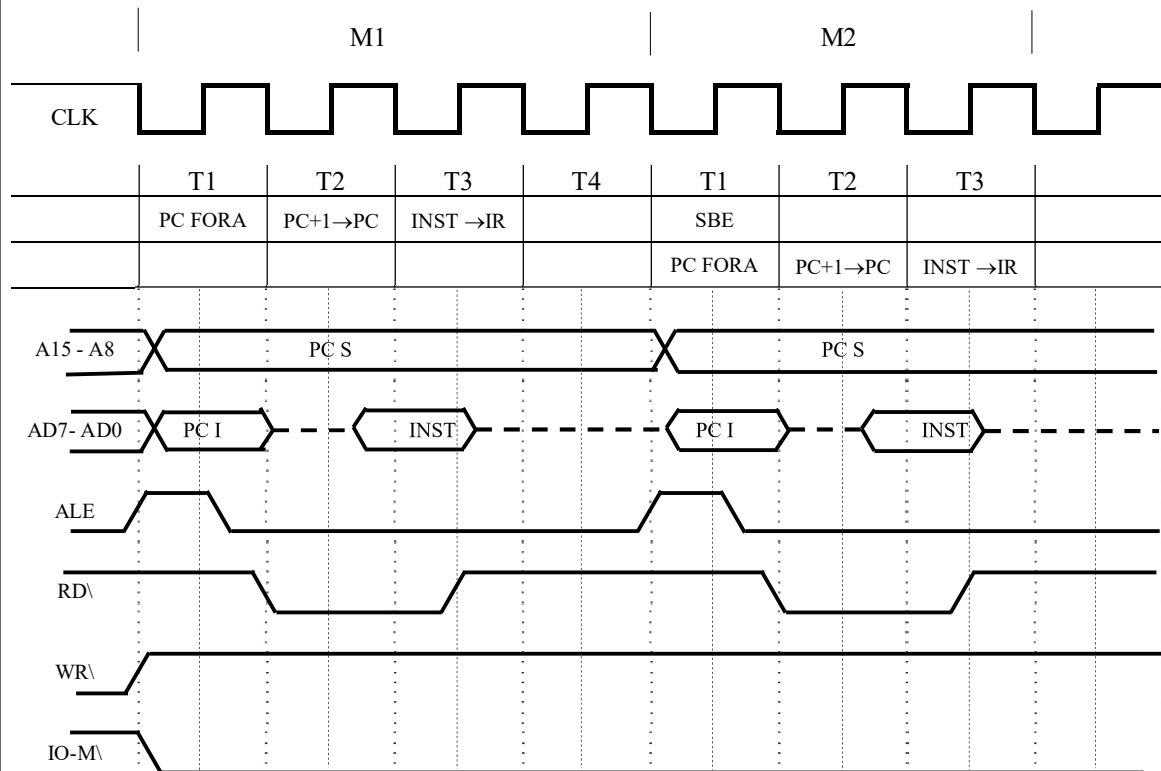 M1 M2
CLK
T1 T2 T3 T4 T1 T2 T3
PC FORA PC+1→PC INST →IR SBE
PC FORA PC+1→PC INST →IR
A15 - A8 PC S PC S
AD7- AD0 PC I INST PC I INST
ALE
RD\
WR\
IO-M\